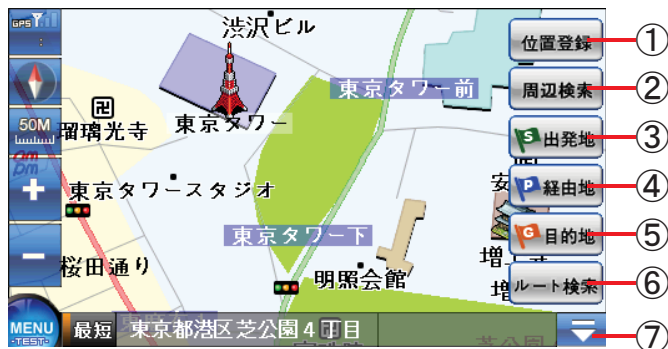 GPS
渋沢ビル
位置登録
①
東京タワー前
周辺検索
②
50M
瑠璃光寺
東京タワー
S 出発地
③
am
pm
東京タワースタジオ
P 経由地
④
東京タワー下
G 目的地
⑤
桜田通り
明照会館
増
ルート検索
⑥
MENU
-TEST-
最短
東京都港区芝公園4丁目
⑦